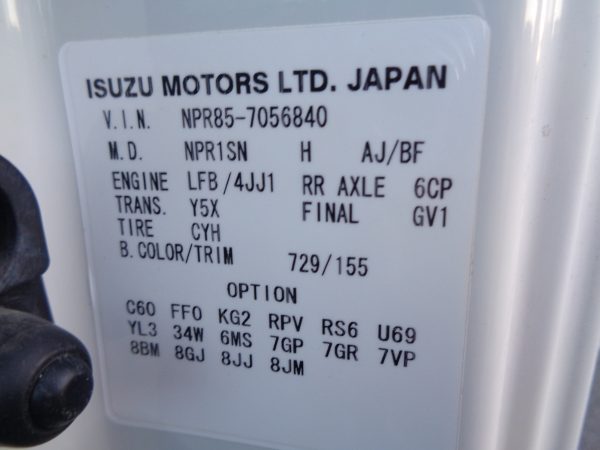 ISUZU MOTORS LTD. JAPAN
V.I.N. NPR85-7056840
M.D. NPR1SN H AJ/BF
ENGINE LFB/4JJ1 RR AXLE 6CP
TRANS. Y5X FINAL GV1
TIRE CYH
B.COLOR/TRIM 729/155
OPTION
C60 FF0 KG2 RPV RS6 U69
YL3 34W 6MS 7GP 7GR 7VP
8BM 8GJ 8JJ 8JM